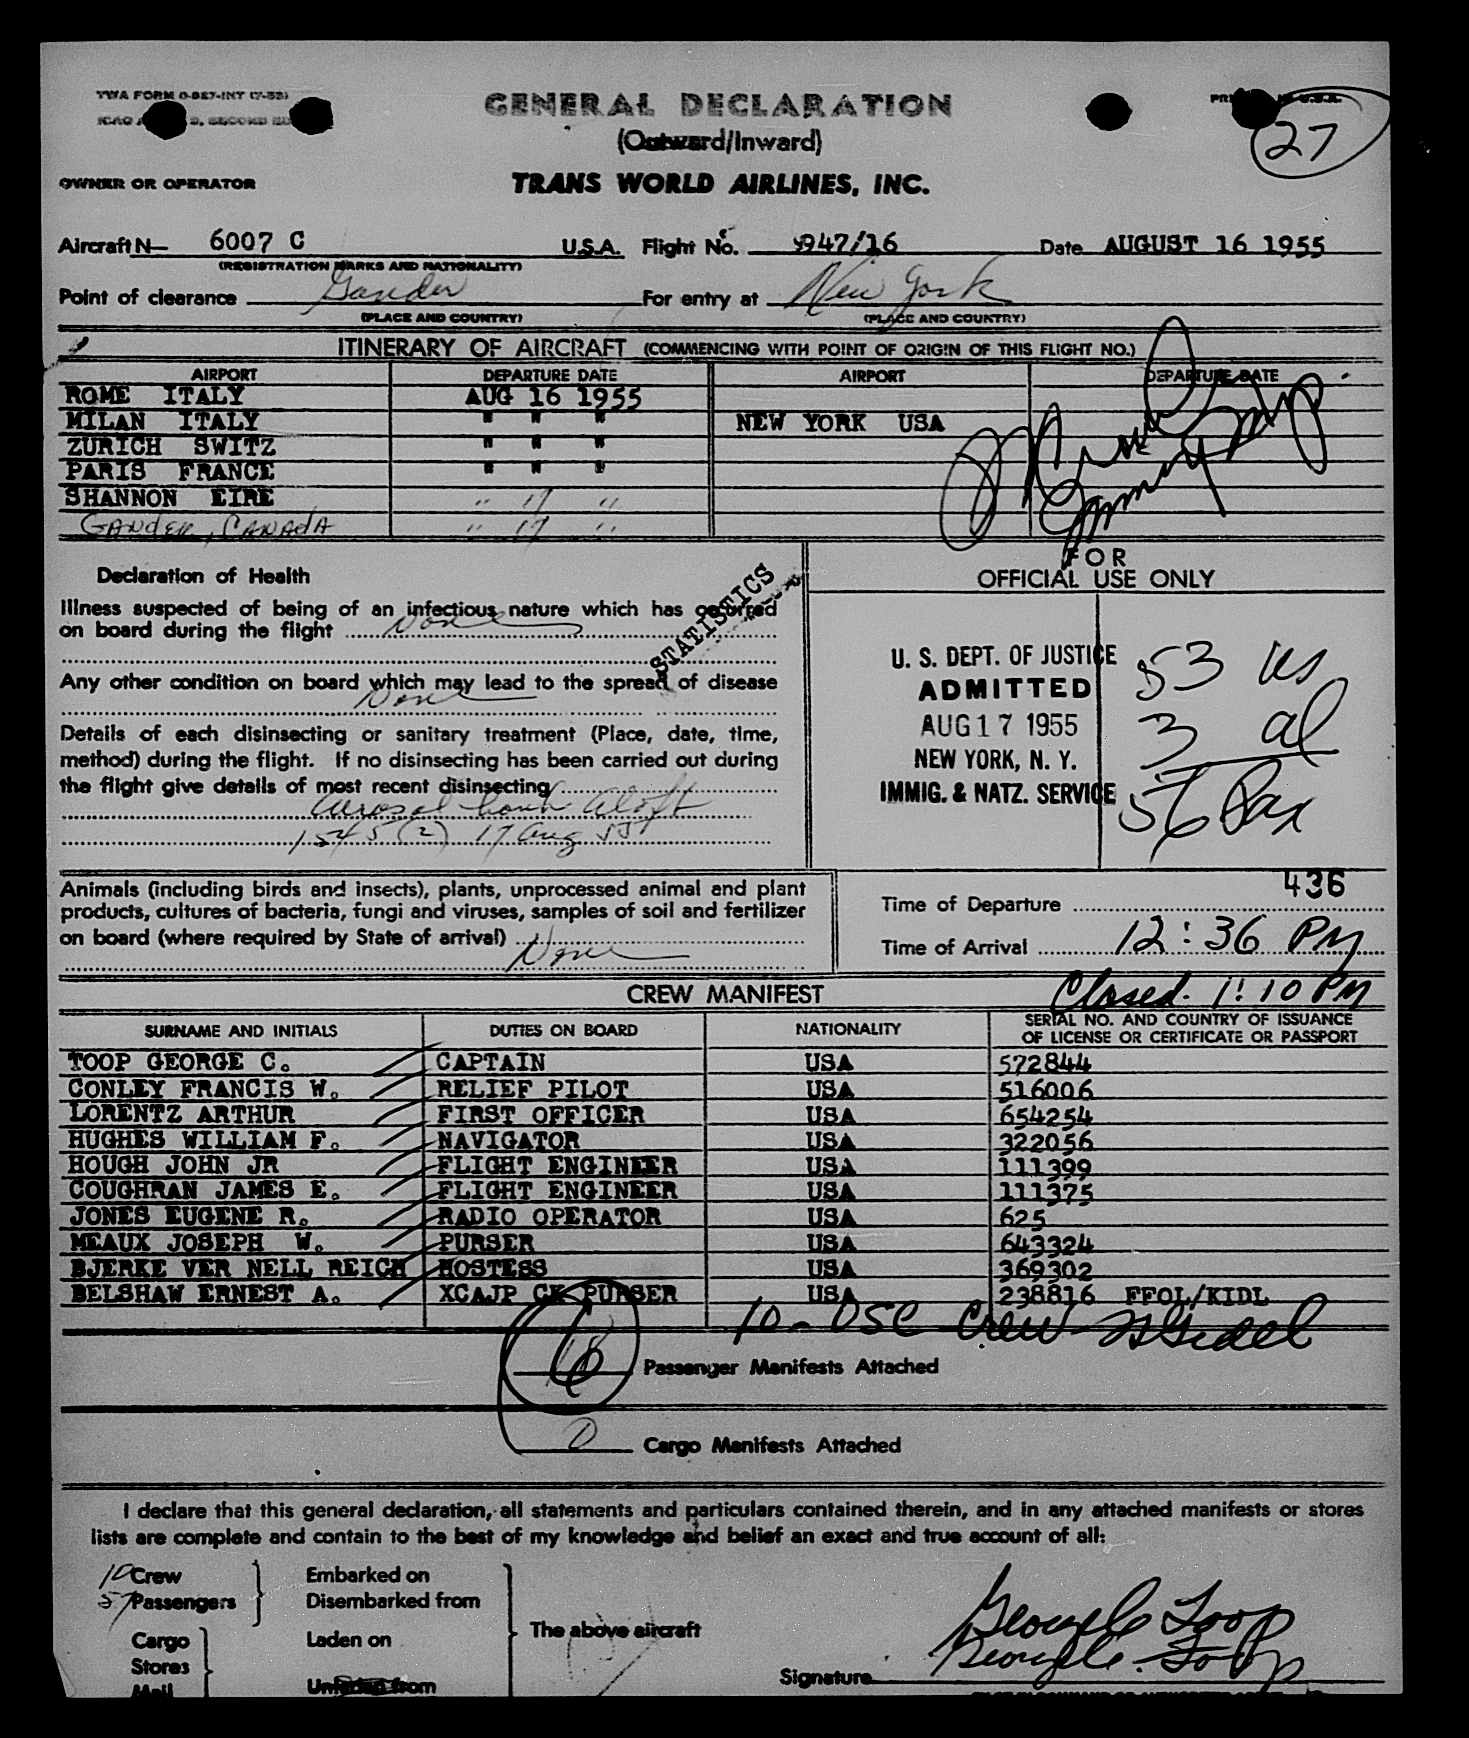 TWA FORM 0-927-INT (7-53)
GENERAL DECLARATION
(Outward/Inward)
27
OWNER OR OPERATOR
TRANS WORLD AIRLINES, INC.
Aircraft N— 6007 C U.S.A. Flight No. 947/16 Date AUGUST 16 1955
(REGISTRATION MARKS AND NATIONALITY)
Point of clearance Gander For entry at New York
(PLACE AND COUNTRY) (PLACE AND COUNTRY)
ITINERARY OF AIRCRAFT (COMMENCING WITH POINT OF ORIGIN OF THIS FLIGHT NO.)
AIRPORT DEPARTURE DATE AIRPORT DEPARTURE DATE
ROME ITALY AUG 16 1955
MILAN ITALY " " " NEW YORK USA
ZURICH SWITZ " " "
PARIS FRANCE " " "
SHANNON EIRE " 17 "
GANDER, CANADA " 17 "
FOR
OFFICIAL USE ONLY
Declaration of Health
Illness suspected of being of an infectious nature which has occurred
on board during the flight None
STATISTICS
Any other condition on board which may lead to the spread of disease
None
Details of each disinsecting or sanitary treatment (Place, date, time,
method) during the flight. If no disinsecting has been carried out during
the flight give details of most recent disinsecting
Aerosol bomb aloft
1545 (2) 17 Aug 55
U. S. DEPT. OF JUSTICE
ADMITTED
AUG 17 1955
NEW YORK, N. Y.
IMMIG. & NATZ. SERVICE
53 us
3 al
56 Pax
Animals (including birds and insects), plants, unprocessed animal and plant
products, cultures of bacteria, fungi and viruses, samples of soil and fertilizer
on board (where required by State of arrival) None
Time of Departure 436
Time of Arrival 12:36 PM
Closed. 1:10 PM
CREW MANIFEST
SURNAME AND INITIALS DUTIES ON BOARD NATIONALITY SERIAL NO. AND COUNTRY OF ISSUANCE
OF LICENSE OR CERTIFICATE OR PASSPORT
TOOP GEORGE C. CAPTAIN USA 572844
CONLEY FRANCIS W. RELIEF PILOT USA 516006
LORENTZ ARTHUR FIRST OFFICER USA 654254
HUGHES WILLIAM F. NAVIGATOR USA 322056
HOUGH JOHN JR FLIGHT ENGINEER USA 111399
COUGHRAN JAMES E. FLIGHT ENGINEER USA 111375
JONES EUGENE R. RADIO OPERATOR USA 625
MEAUX JOSEPH W. PURSER USA 643324
BJERKE VER NELL REICH HOSTESS USA 369302
BELSHAW ERNEST A. XCAJP CK PURSER USA 238816 FFOL/KIDL
10 - USC Crew
Passenger Manifests Attached
0 Cargo Manifests Attached
I declare that this general declaration, all statements and particulars contained therein, and in any attached manifests or stores
lists are complete and contain to the best of my knowledge and belief an exact and true account of all:
10 Crew Embarked on
57 Passengers Disembarked from
The above aircraft
Cargo Laden on
Stores
Mail Unladed from
George C Toop
George C. Toop
Signature